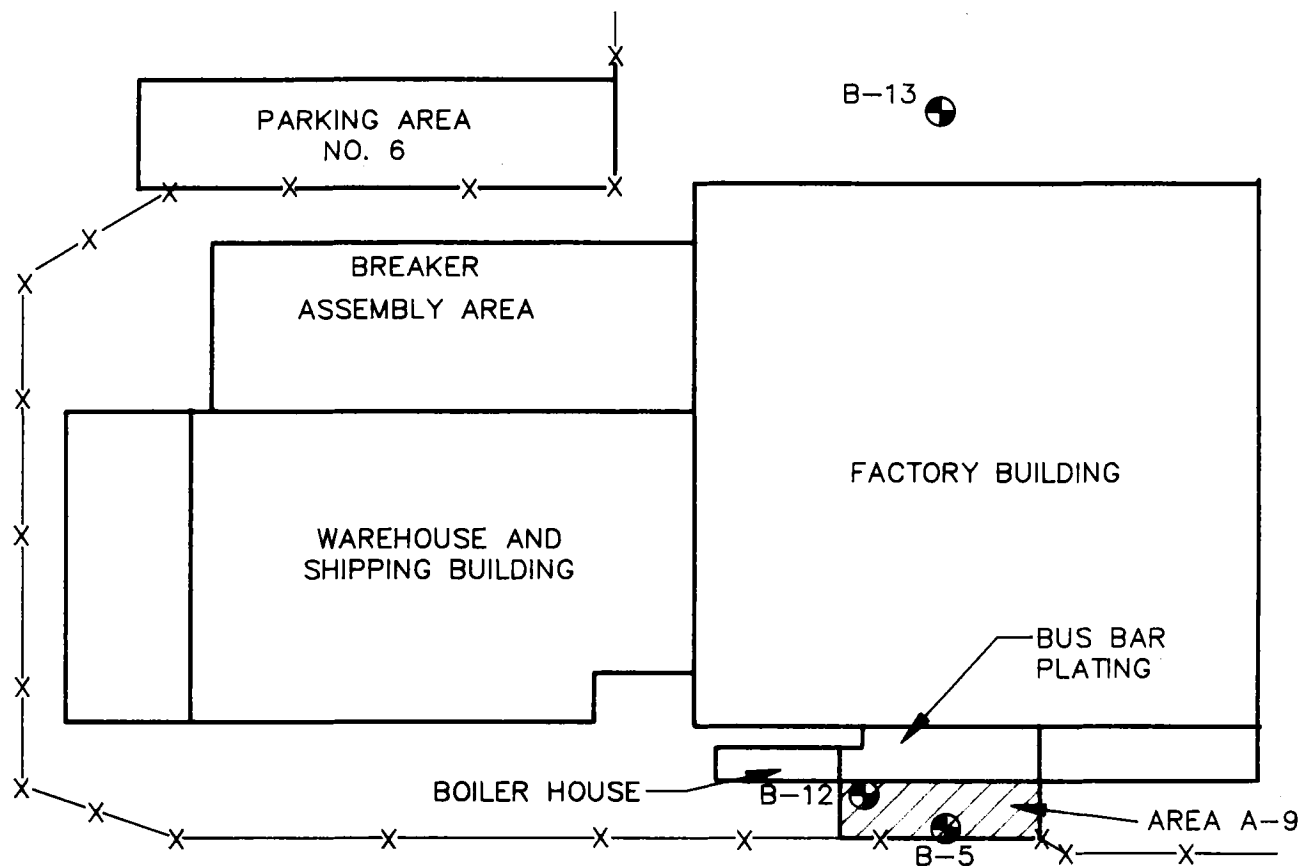 B-13
PARKING AREA
NO. 6
BREAKER
ASSEMBLY AREA
FACTORY BUILDING
WAREHOUSE AND
SHIPPING BUILDING
BUS BAR
PLATING
BOILER HOUSE
B-12
AREA A-9
B-5